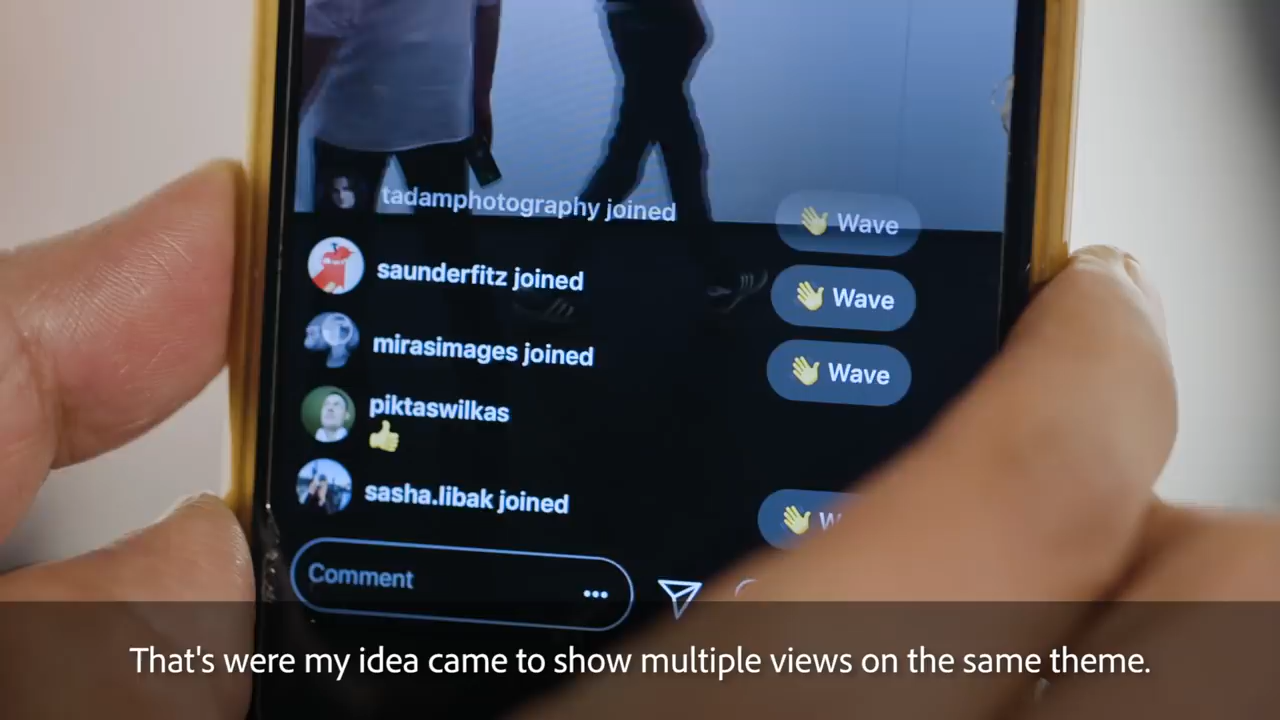 tadamphotography joined
Wave
saunderfitz joined
Wave
mirasimages joined
Wave
piktaswilkas
sasha.libak joined
Comment
That's were my idea came to show multiple views on the same theme.